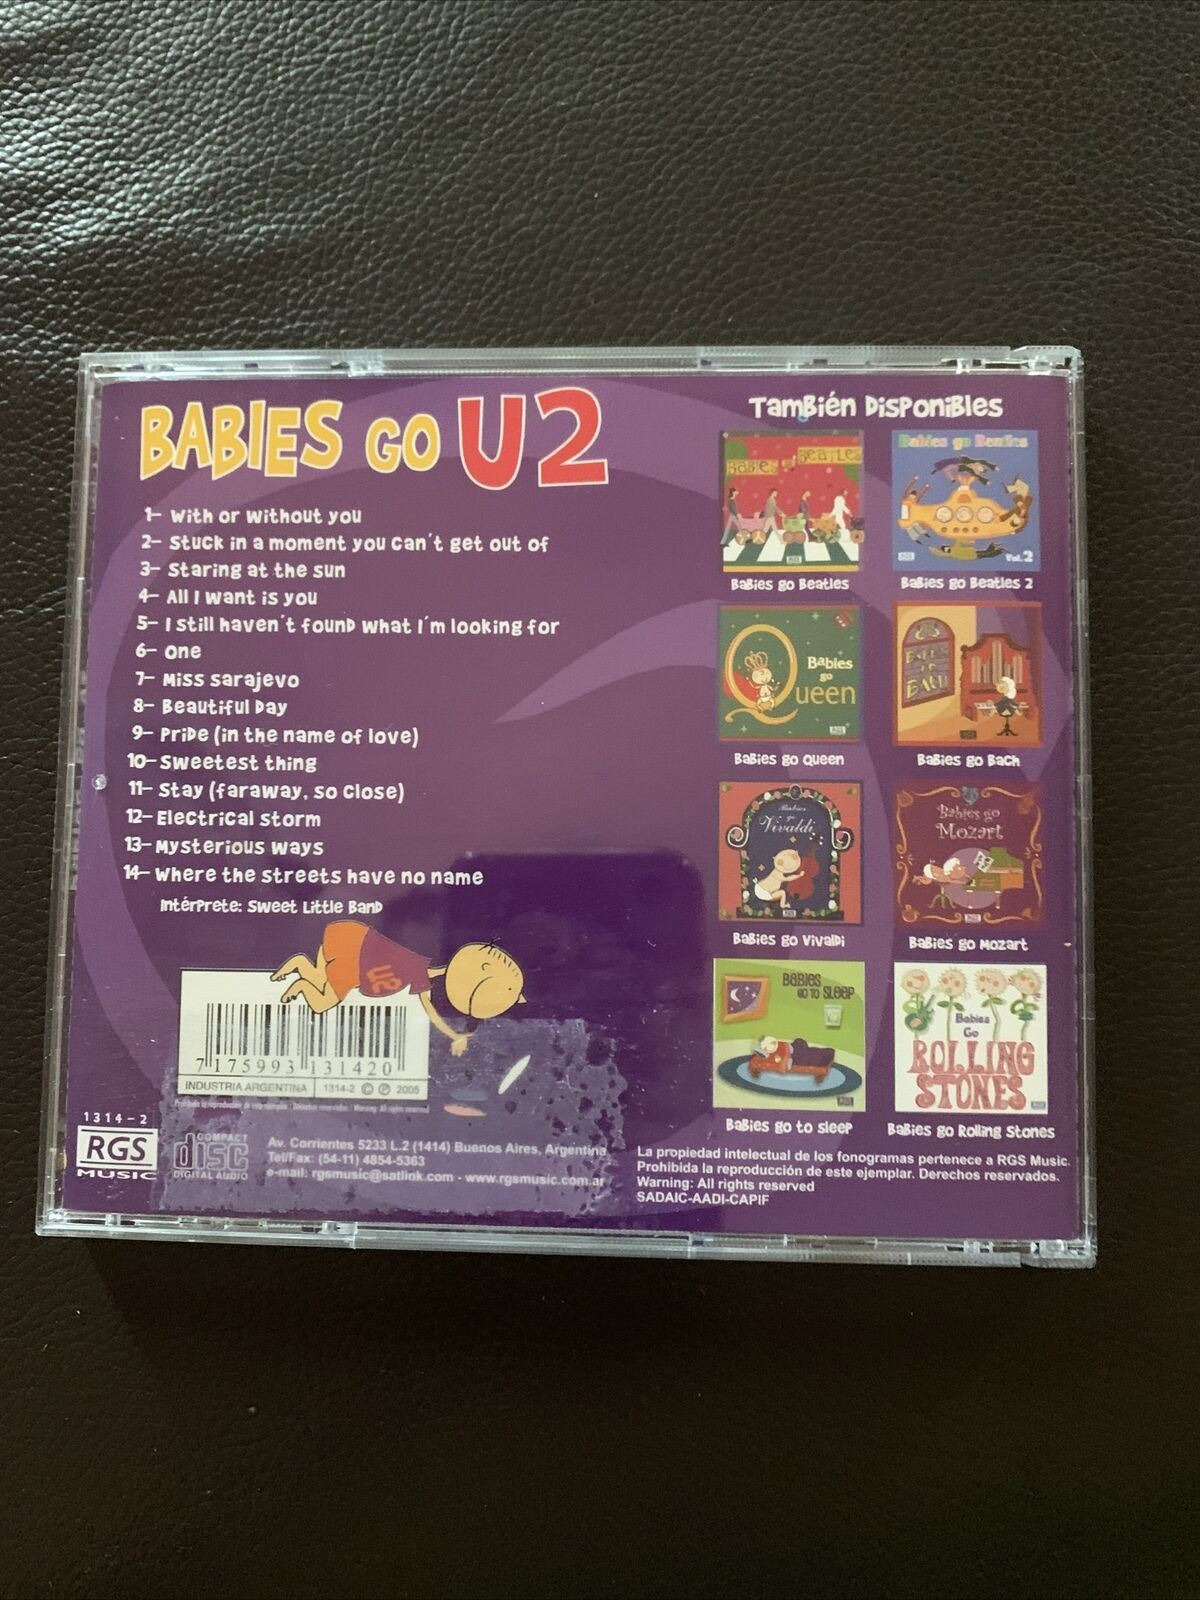 BABIES GO U2
1- With or without you
2- Stuck in a moment you can't get out of
3- Staring at the sun
4- All I want is you
5- I still haven't found what I'm looking for
6- One
7- Miss sarajevo
8- Beautiful Day
9- Pride (in the name of love)
10- Sweetest thing
11- Stay (faraway, so close)
12- Electrical storm
13- Mysterious ways
14- Where the streets have no name
Intérprete: Sweet Little Band
U2
7 175993 131420
INDUSTRIA ARGENTINA 1314-2 © ℗ 2005
1314-2
RGS
MUSIC
COMPACT
disc
DIGITAL AUDIO
Av. Corrientes 5233 L.2 (1414) Buenos Aires, Argentina
Tel/Fax: (54-11) 4854-5363
e-mail: rgsmusic@satlink.com - www.rgsmusic.com.ar
También Disponibles
Babies go Beatles
Babies go Beatles
Vol.2
Babies go Beatles
Babies go Beatles 2
Babies
go
Queen
BABIES
GO
BACH
Babies go Queen
Babies go Bach
Babies
go
Vivaldi
Babies go
Mozart
Babies go Vivaldi
Babies go Mozart
BABIES
GO TO SLEEP
Babies
Go
ROLLING
STONES
Babies go to sleep
Babies go Rolling Stones
La propiedad intelectual de los fonogramas pertenece a RGS Music.
Prohibida la reproducción de este ejemplar. Derechos reservados.
Warning: All rights reserved
SADAIC-AADI-CAPIF